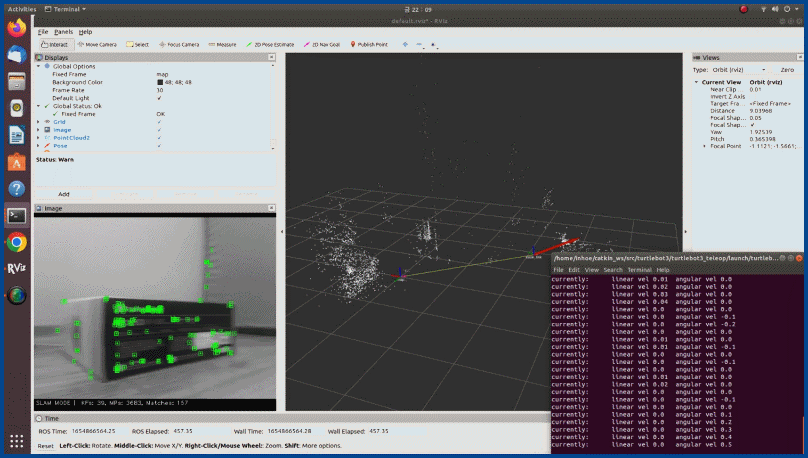 Activities
Terminal
22 : 09
default.rviz* - RViz
File Panels Help
Interact
Move Camera
Select
Focus Camera
Measure
2D Pose Estimate
2D Nav Goal
Publish Point
Displays
Global Options
Fixed Frame map
Background Color 48; 48; 48
Frame Rate 30
Default Light ✓
Global Status: Ok
Fixed Frame OK
Grid
Image
PointCloud2
Pose
Status: Warn
Add
Image
SLAM MODE | KFs: 39, MPs: 3683, Matches: 157
Views
Type: Orbit (rviz) Zero
Current View Orbit (rviz)
Near Clip ... 0.01
Invert Z Axis
Target Fra... <Fixed Frame>
Distance 9.03968
Focal Shap... 0.05
Focal Shap... ✓
Yaw 1.92539
Pitch 0.365398
Focal Point -1.1121; -1.5661;
/home/inhoe/catkin_ws/src/turtlebot3/turtlebot3_teleop/launch/turtleb...
File Edit View Search Terminal Help
currently: linear vel 0.01 angular vel 0.0
currently: linear vel 0.02 angular vel 0.0
currently: linear vel 0.03 angular vel 0.0
currently: linear vel 0.04 angular vel 0.0
currently: linear vel 0.0 angular vel 0.0
currently: linear vel 0.0 angular vel -0.1
currently: linear vel 0.0 angular vel -0.2
currently: linear vel 0.0 angular vel 0.0
currently: linear vel 0.01 angular vel 0.0
currently: linear vel 0.01 angular vel -0.1
currently: linear vel 0.0 angular vel 0.0
currently: linear vel 0.0 angular vel -0.1
currently: linear vel 0.0 angular vel 0.0
currently: linear vel 0.01 angular vel 0.0
currently: linear vel 0.02 angular vel 0.0
currently: linear vel 0.0 angular vel 0.0
currently: linear vel 0.0 angular vel -0.1
currently: linear vel 0.0 angular vel 0.0
currently: linear vel 0.0 angular vel 0.1
currently: linear vel 0.0 angular vel 0.2
currently: linear vel 0.0 angular vel 0.3
currently: linear vel 0.0 angular vel 0.4
currently: linear vel 0.0 angular vel 0.5
Time
ROS Time: 1654866564.25 ROS Elapsed: 457.35 Wall Time: 1654866564.28 Wall Elapsed: 457.35
Reset Left-Click: Rotate. Middle-Click: Move X/Y. Right-Click/Mouse Wheel: Zoom. Shift: More options.
RViz